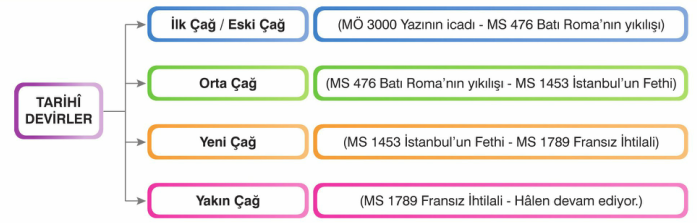 TARİHÎ
DEVİRLER
İlk Çağ / Eski Çağ
(MÖ 3000 Yazının icadı - MS 476 Batı Roma’nın yıkılışı)
Orta Çağ
(MS 476 Batı Roma’nın yıkılışı - MS 1453 İstanbul’un Fethi)
Yeni Çağ
(MS 1453 İstanbul’un Fethi - MS 1789 Fransız İhtilali)
Yakın Çağ
(MS 1789 Fransız İhtilali - Hâlen devam ediyor.)